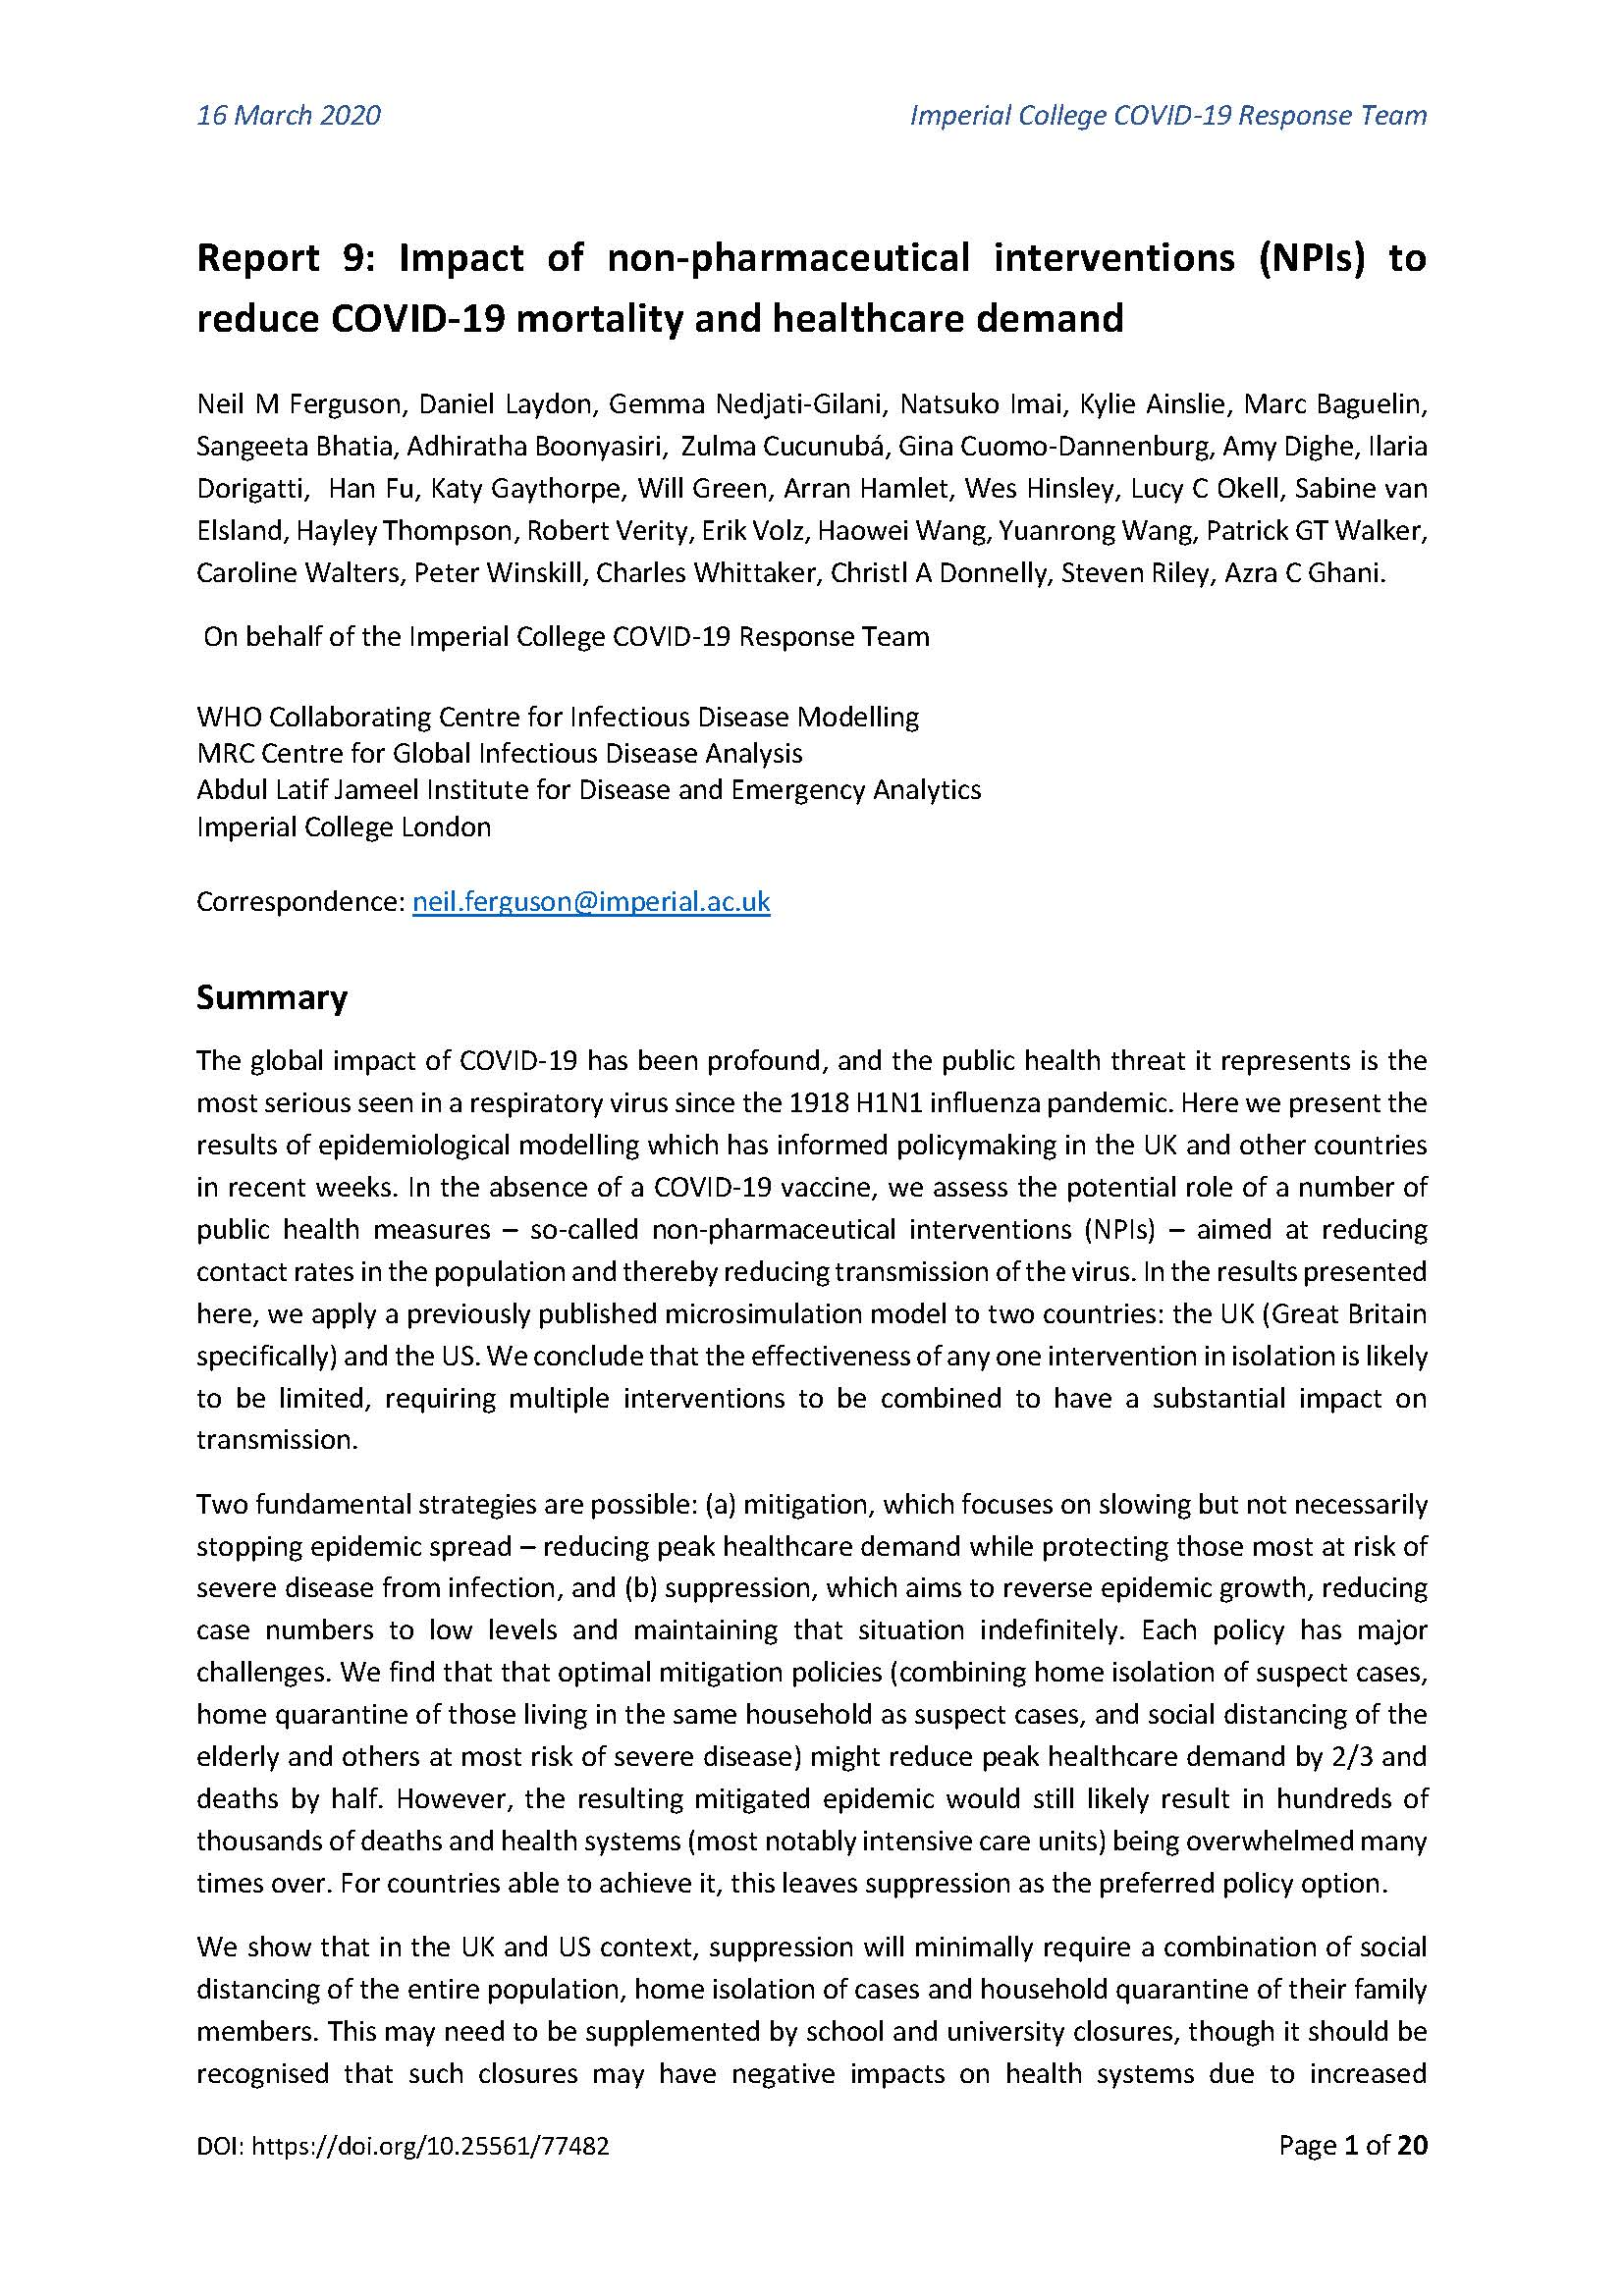 16 March 2020 Imperial College COVID-19 Response Team
Report 9: Impact of non-pharmaceutical interventions (NPIs) to
reduce COVID-19 mortality and healthcare demand
Neil M Ferguson, Daniel Laydon, Gemma Nedjati-Gilani, Natsuko Imai, Kylie Ainslie, Marc Baguelin,
Sangeeta Bhatia, Adhiratha Boonyasiri, Zulma Cucunubá, Gina Cuomo-Dannenburg, Amy Dighe, Ilaria
Dorigatti, Han Fu, Katy Gaythorpe, Will Green, Arran Hamlet, Wes Hinsley, Lucy C Okell, Sabine van
Elsland, Hayley Thompson, Robert Verity, Erik Volz, Haowei Wang, Yuanrong Wang, Patrick GT Walker,
Caroline Walters, Peter Winskill, Charles Whittaker, Christl A Donnelly, Steven Riley, Azra C Ghani.
On behalf of the Imperial College COVID-19 Response Team
WHO Collaborating Centre for Infectious Disease Modelling
MRC Centre for Global Infectious Disease Analysis
Abdul Latif Jameel Institute for Disease and Emergency Analytics
Imperial College London
Correspondence: neil.ferguson@imperial.ac.uk
Summary
The global impact of COVID-19 has been profound, and the public health threat it represents is the
most serious seen in a respiratory virus since the 1918 H1N1 influenza pandemic. Here we present the
results of epidemiological modelling which has informed policymaking in the UK and other countries
in recent weeks. In the absence of a COVID-19 vaccine, we assess the potential role of a number of
public health measures – so-called non-pharmaceutical interventions (NPIs) – aimed at reducing
contact rates in the population and thereby reducing transmission of the virus. In the results presented
here, we apply a previously published microsimulation model to two countries: the UK (Great Britain
specifically) and the US. We conclude that the effectiveness of any one intervention in isolation is likely
to be limited, requiring multiple interventions to be combined to have a substantial impact on
transmission.
Two fundamental strategies are possible: (a) mitigation, which focuses on slowing but not necessarily
stopping epidemic spread – reducing peak healthcare demand while protecting those most at risk of
severe disease from infection, and (b) suppression, which aims to reverse epidemic growth, reducing
case numbers to low levels and maintaining that situation indefinitely. Each policy has major
challenges. We find that that optimal mitigation policies (combining home isolation of suspect cases,
home quarantine of those living in the same household as suspect cases, and social distancing of the
elderly and others at most risk of severe disease) might reduce peak healthcare demand by 2/3 and
deaths by half. However, the resulting mitigated epidemic would still likely result in hundreds of
thousands of deaths and health systems (most notably intensive care units) being overwhelmed many
times over. For countries able to achieve it, this leaves suppression as the preferred policy option.
We show that in the UK and US context, suppression will minimally require a combination of social
distancing of the entire population, home isolation of cases and household quarantine of their family
members. This may need to be supplemented by school and university closures, though it should be
recognised that such closures may have negative impacts on health systems due to increased
DOI: https://doi.org/10.25561/77482 Page 1 of 20